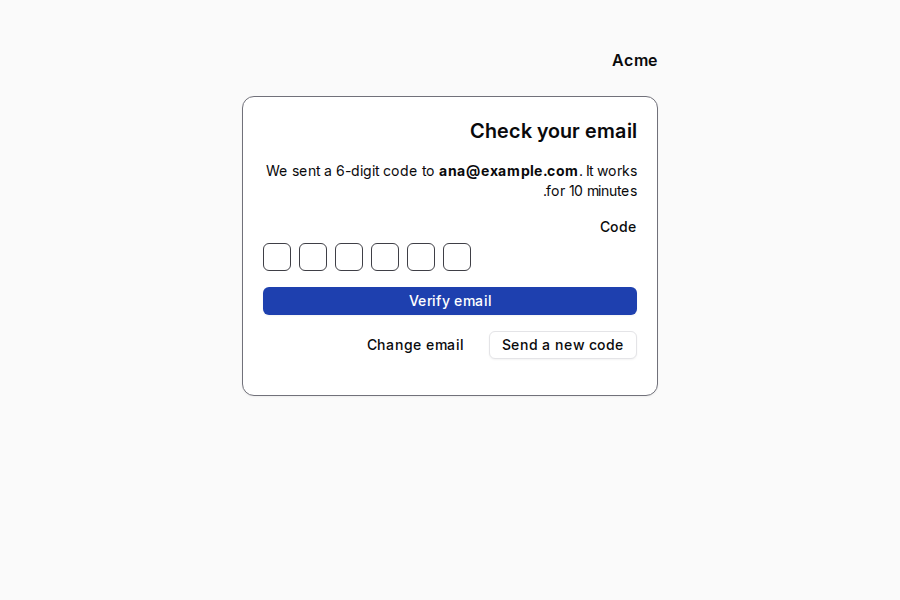 Acme
Check your email
We sent a 6-digit code to ana@example.com. It works
for 10 minutes.
Code
Verify email
Send a new code
Change email